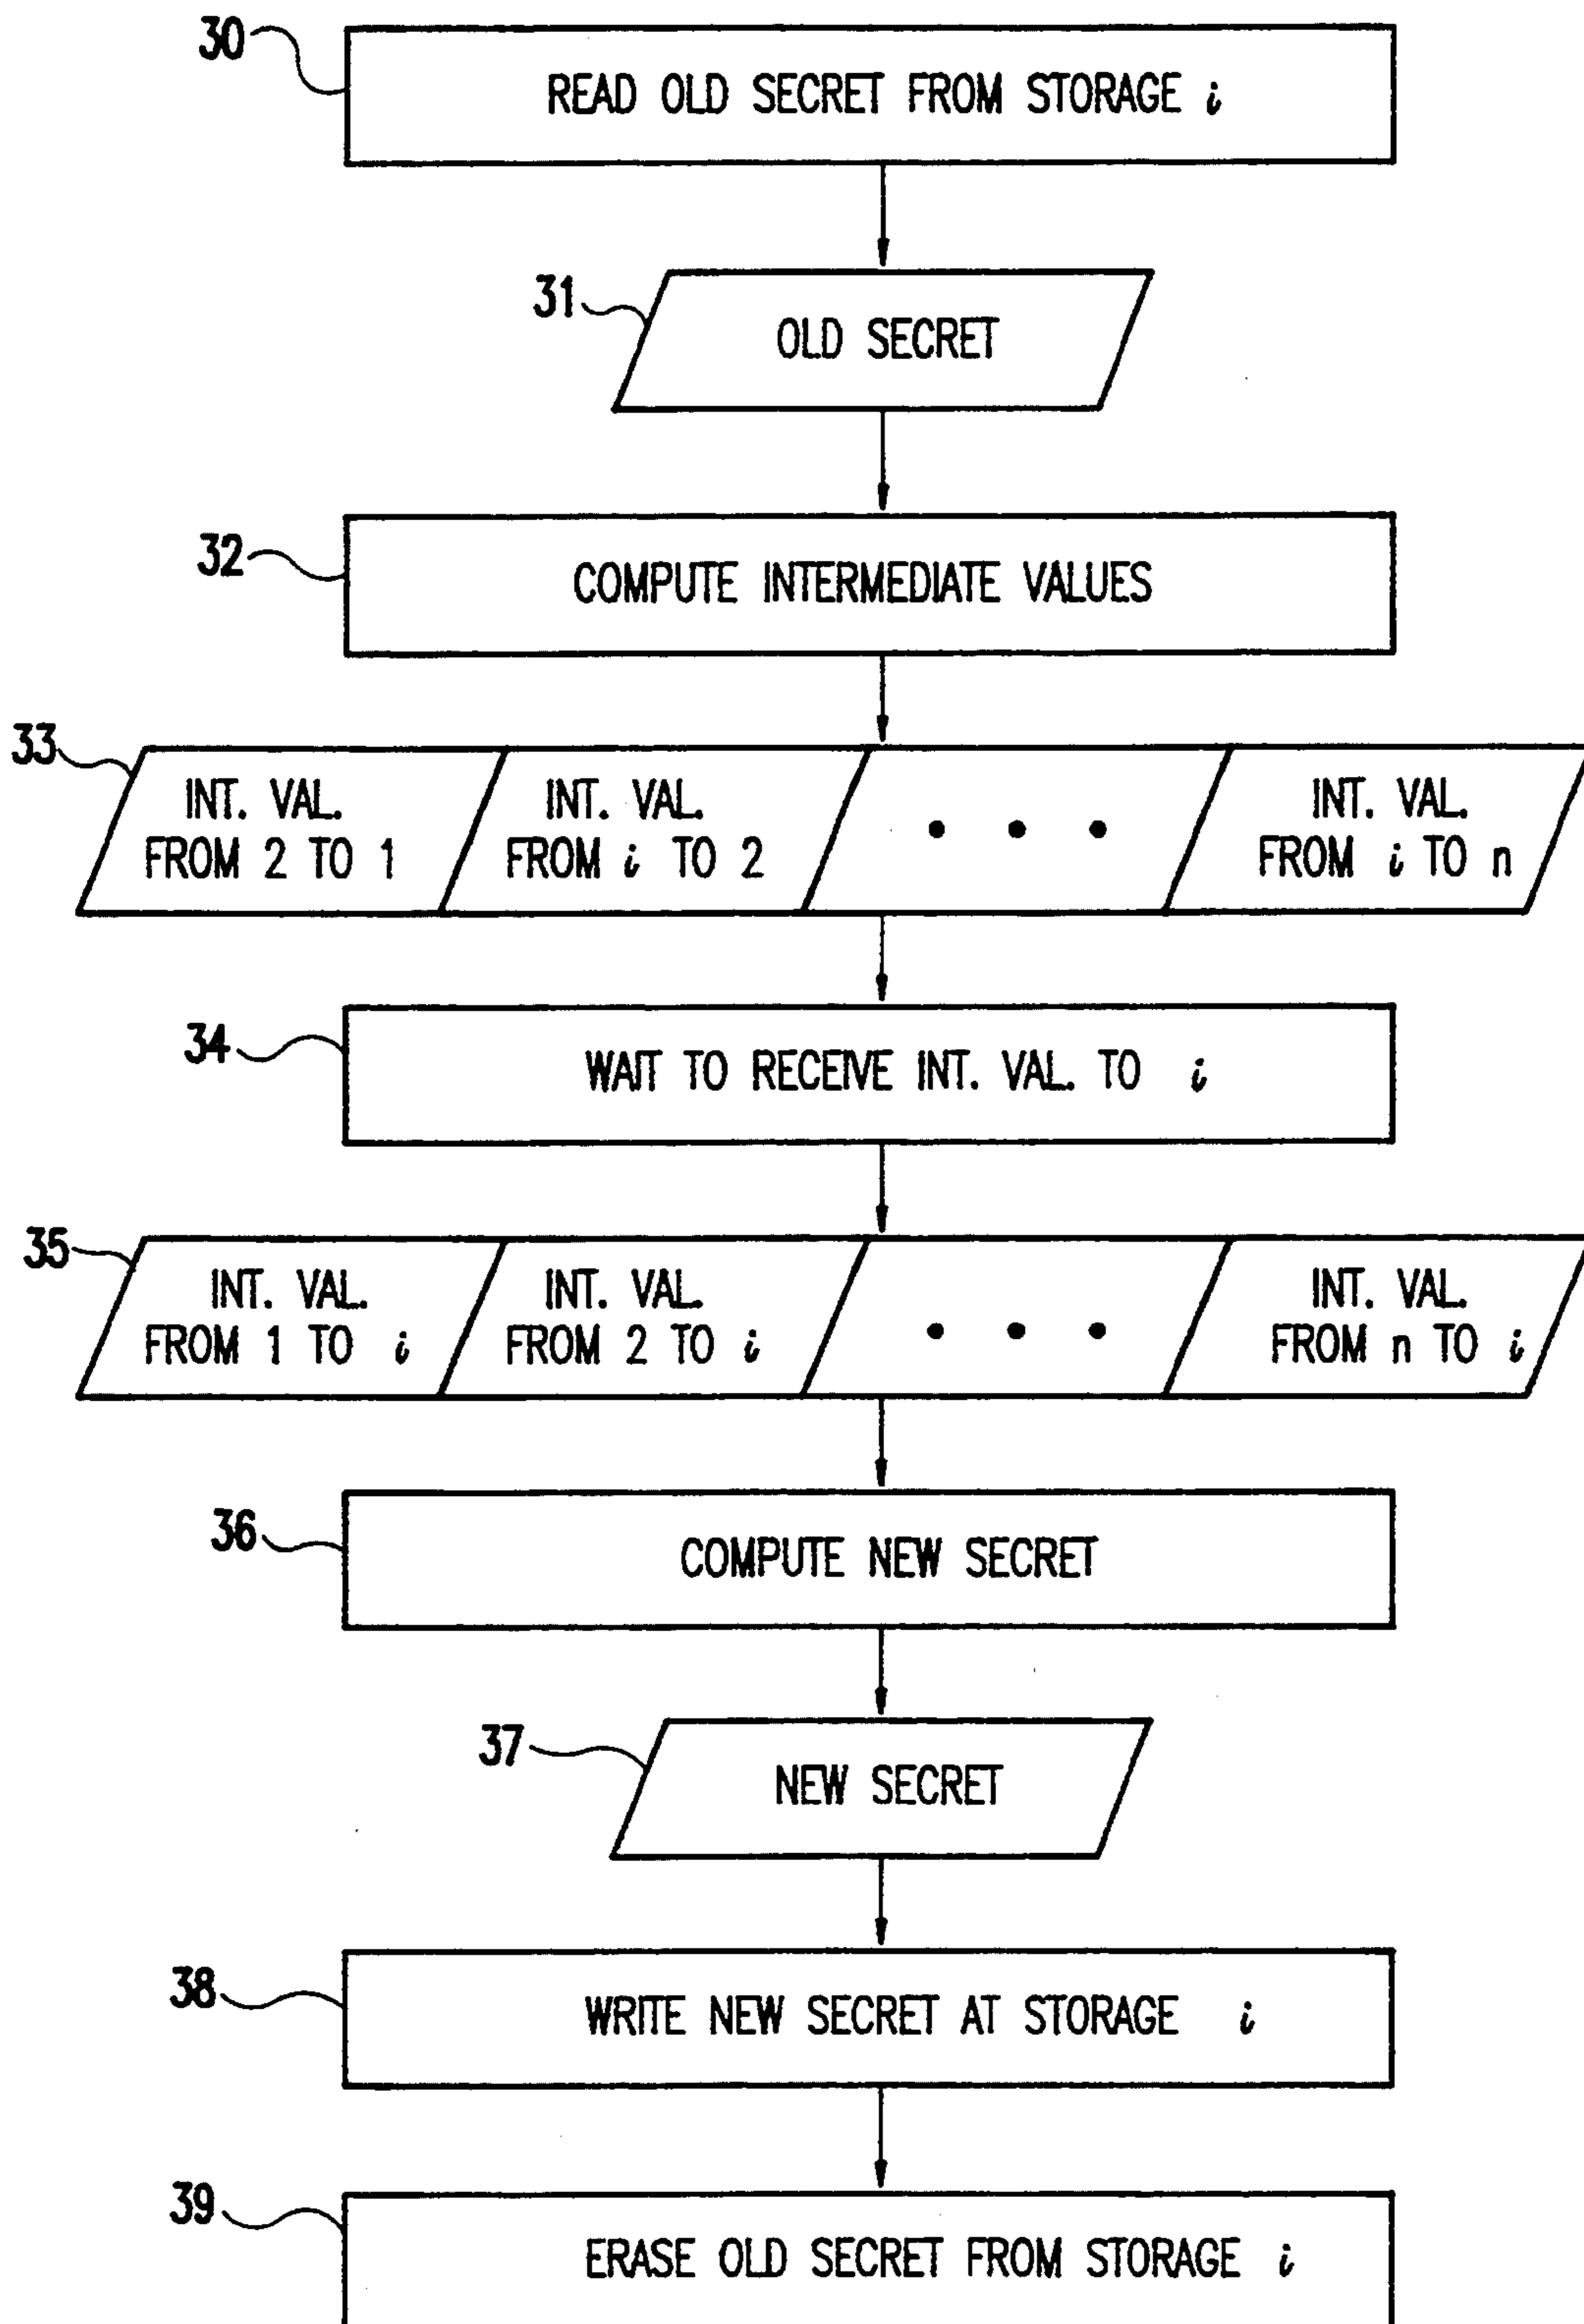 30
READ OLD SECRET FROM STORAGE i
31
OLD SECRET
32
COMPUTE INTERMEDIATE VALUES
33
INT. VAL.
FROM 2 TO 1
INT. VAL.
FROM i TO 2
• • •
INT. VAL.
FROM i TO n
34
WAIT TO RECEIVE INT. VAL. TO i
35
INT. VAL.
FROM 1 TO i
INT. VAL.
FROM 2 TO i
• • •
INT. VAL.
FROM n TO i
36
COMPUTE NEW SECRET
37
NEW SECRET
38
WRITE NEW SECRET AT STORAGE i
39
ERASE OLD SECRET FROM STORAGE i